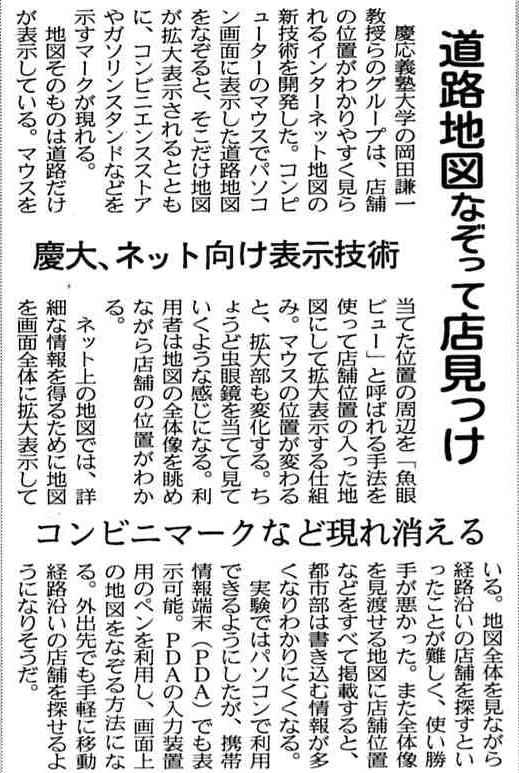 道路地図なぞって店見っけ
慶大、ネット向け表示技術
コンビニマークなど現れ消える
慶応義塾大学の岡田謙一
教授らのグループは、店舗
の位置がわかりやすく見ら
れるインターネット地図の
新技術を開発した。コンピ
ューターのマウスでパソコ
ン画面に表示した道路地図
をなぞると、そこだけ地図
が拡大表示されるととも
に、コンビニエンスストア
やガソリンスタンドなどを
示すマークが現れる。
地図そのものは道路だけ
が表示している。マウスを
当てた位置の周辺を「魚眼
ビュー」と呼ばれる手法を
使って店舗位置の入った地
図にして拡大表示する仕組
み。マウスの位置が変わる
と、拡大部も変化する。ち
ょうど虫眼鏡を当てて見て
いくような感じになる。利
用者は地図の全体像を眺め
ながら店舗の位置がわか
る。
ネット上の地図では、詳
細な情報を得るために地図
を画面全体に拡大表示して
いる。地図全体を見ながら
経路沿いの店舗を探すとい
ったことが難しく、使い勝
手が悪かった。また全体像
を見渡せる地図に店舗位置
などをすべて掲載すると、
都市部は書き込む情報が多
くなりわかりにくくなる。
実験ではパソコンで利用
できるようにしたが、携帯
情報端末（ＰＤＡ）でも表
示可能。ＰＤＡの入力装置
用のペンを利用し、画面上
の地図をなぞる方法にな
る。外出先でも手軽に移動
経路沿いの店舗を探せるよ
うになりそうだ。